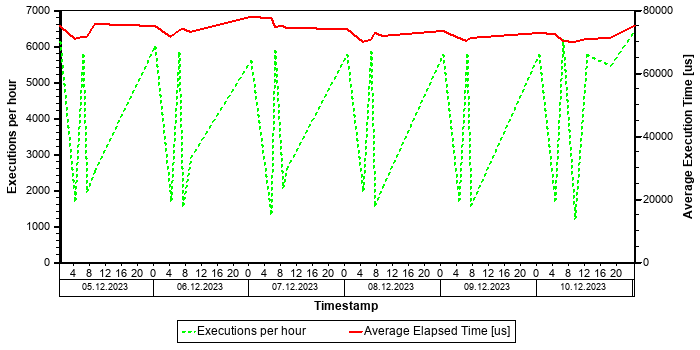 7000
6000
5000
4000
3000
2000
1000
0
Executions per hour
80000
60000
40000
20000
0
Average Execution Time [us]
4 8 12 16 20 0 4 8 12 16 20 0 4 8 12 16 20 0 4 8 12 16 20 0 4 8 12 16 20 0 4 8 12 16 20
05.12.2023 06.12.2023 07.12.2023 08.12.2023 09.12.2023 10.12.2023
Timestamp
Executions per hour Average Elapsed Time [us]